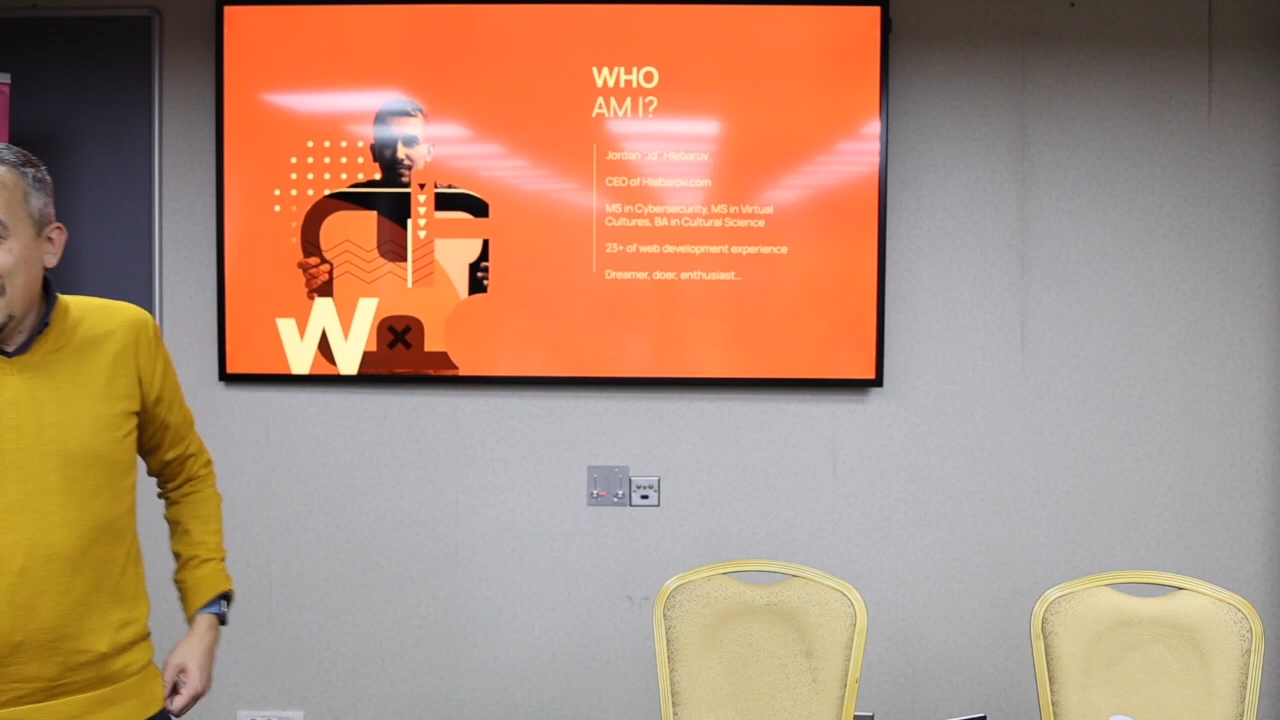 WHO
AM I?
Jordan "Jd" Hlebarov
CEO of Hlebarov.com
MS in Cybersecurity, MS in Virtual
Cultures, BA in Cultural Science
23+ of web development experience
Dreamer, doer, enthusiast...
W